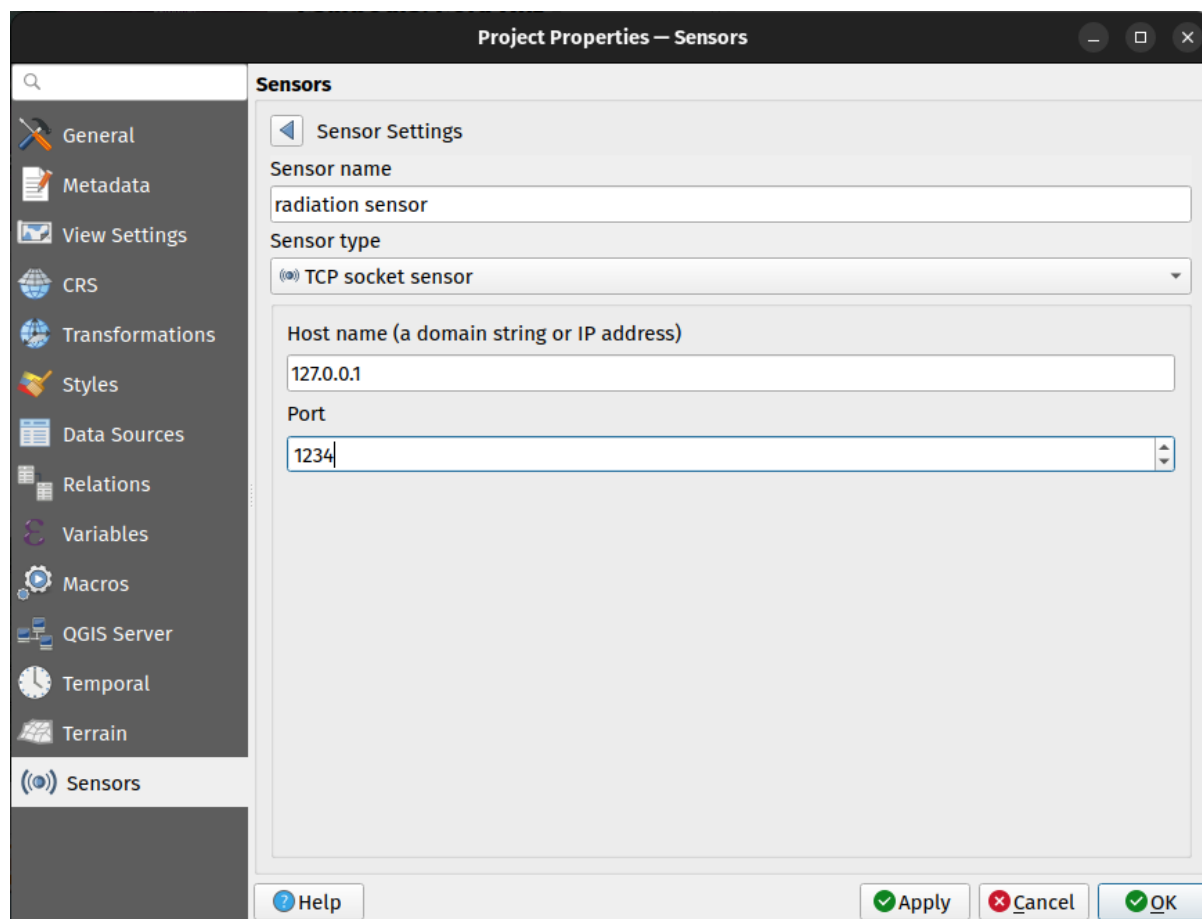 Project Properties — Sensors
Sensors
General
Metadata
View Settings
CRS
Transformations
Styles
Data Sources
Relations
Variables
Macros
QGIS Server
Temporal
Terrain
Sensors
Sensor Settings
Sensor name
radiation sensor
Sensor type
TCP socket sensor
Host name (a domain string or IP address)
127.0.0.1
Port
1234
Help
Apply
Cancel
OK